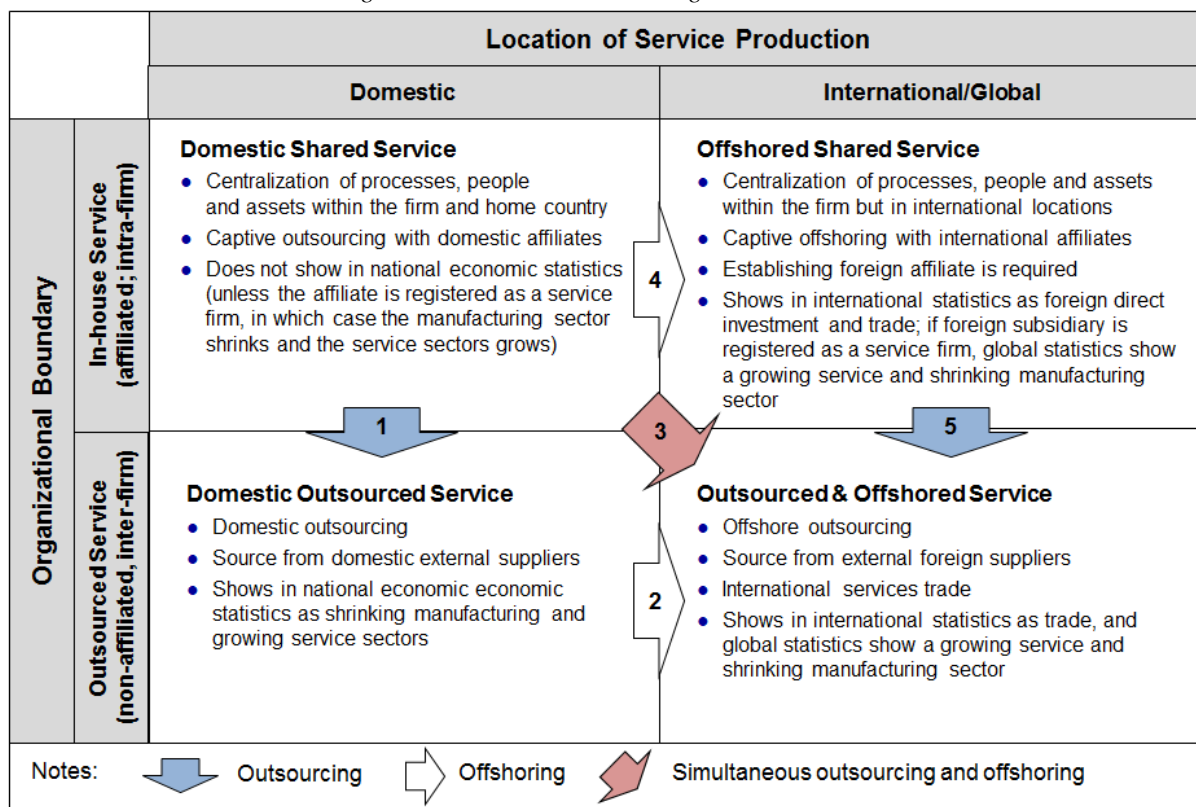 Location of Service Production
Domestic
International/Global
Organizational Boundary
In-house Service
(affiliated; intra-firm)
Domestic Shared Service
● Centralization of processes, people
and assets within the firm and home country
● Captive outsourcing with domestic affiliates
● Does not show in national economic statistics
(unless the affiliate is registered as a service
firm, in which case the manufacturing sector
shrinks and the service sectors grows)
4
Offshored Shared Service
● Centralization of processes, people and assets
within the firm but in international locations
● Captive offshoring with international affiliates
● Establishing foreign affiliate is required
● Shows in international statistics as foreign direct
investment and trade; if foreign subsidiary is
registered as a service firm, global statistics show
a growing service and shrinking manufacturing
sector
1
3
5
Outsourced Service
(non-affiliated, inter-firm)
Domestic Outsourced Service
● Domestic outsourcing
● Source from domestic external suppliers
● Shows in national economic economic
statistics as shrinking manufacturing and
growing service sectors
2
Outsourced & Offshored Service
● Offshore outsourcing
● Source from external foreign suppliers
● International services trade
● Shows in international statistics as trade, and
global statistics show a growing service and
shrinking manufacturing sector
Notes:
Outsourcing
Offshoring
Simultaneous outsourcing and offshoring